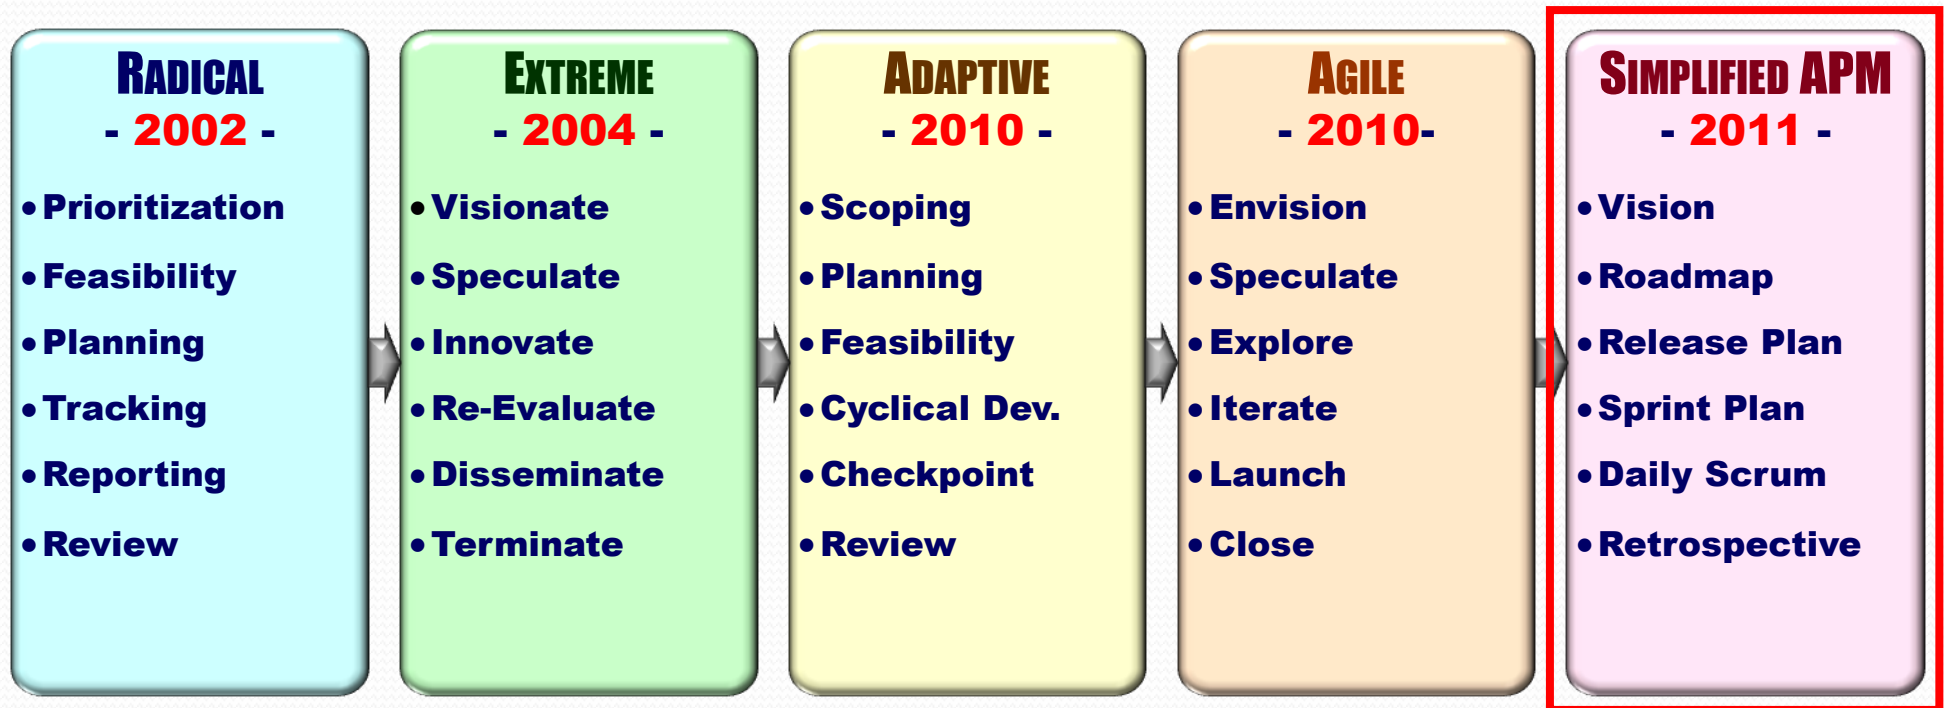 RADICAL
- 2002 -
• Prioritization
• Feasibility
• Planning
• Tracking
• Reporting
• Review
EXTREME
- 2004 -
• Visionate
• Speculate
• Innovate
• Re-Evaluate
• Disseminate
• Terminate
ADAPTIVE
- 2010 -
• Scoping
• Planning
• Feasibility
• Cyclical Dev.
• Checkpoint
• Review
AGILE
- 2010-
• Envision
• Speculate
• Explore
• Iterate
• Launch
• Close
SIMPLIFIED APM
- 2011 -
• Vision
• Roadmap
• Release Plan
• Sprint Plan
• Daily Scrum
• Retrospective